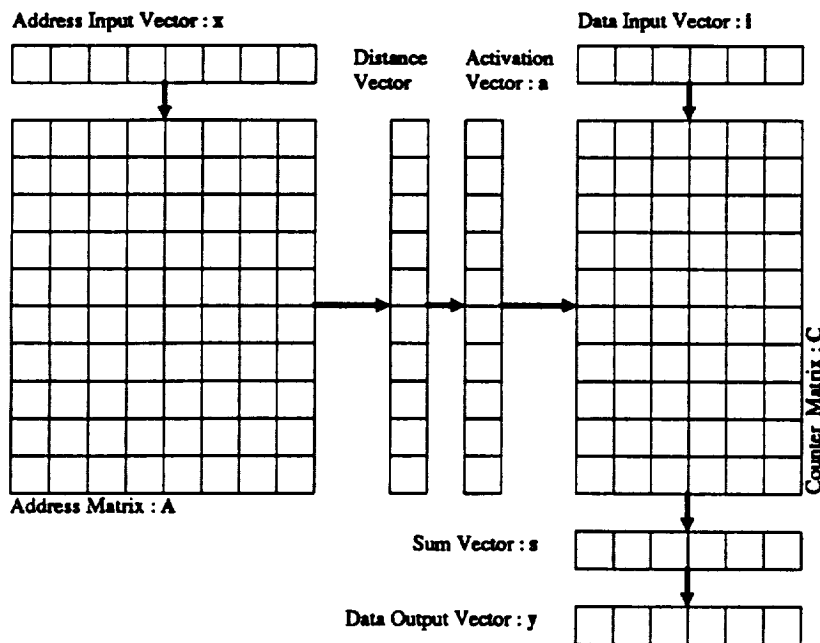 Address Input Vector : x
Data Input Vector : i
Distance
Vector
Activation
Vector : a
Counter Matrix : C
Address Matrix : A
Sum Vector : s
Data Output Vector : y